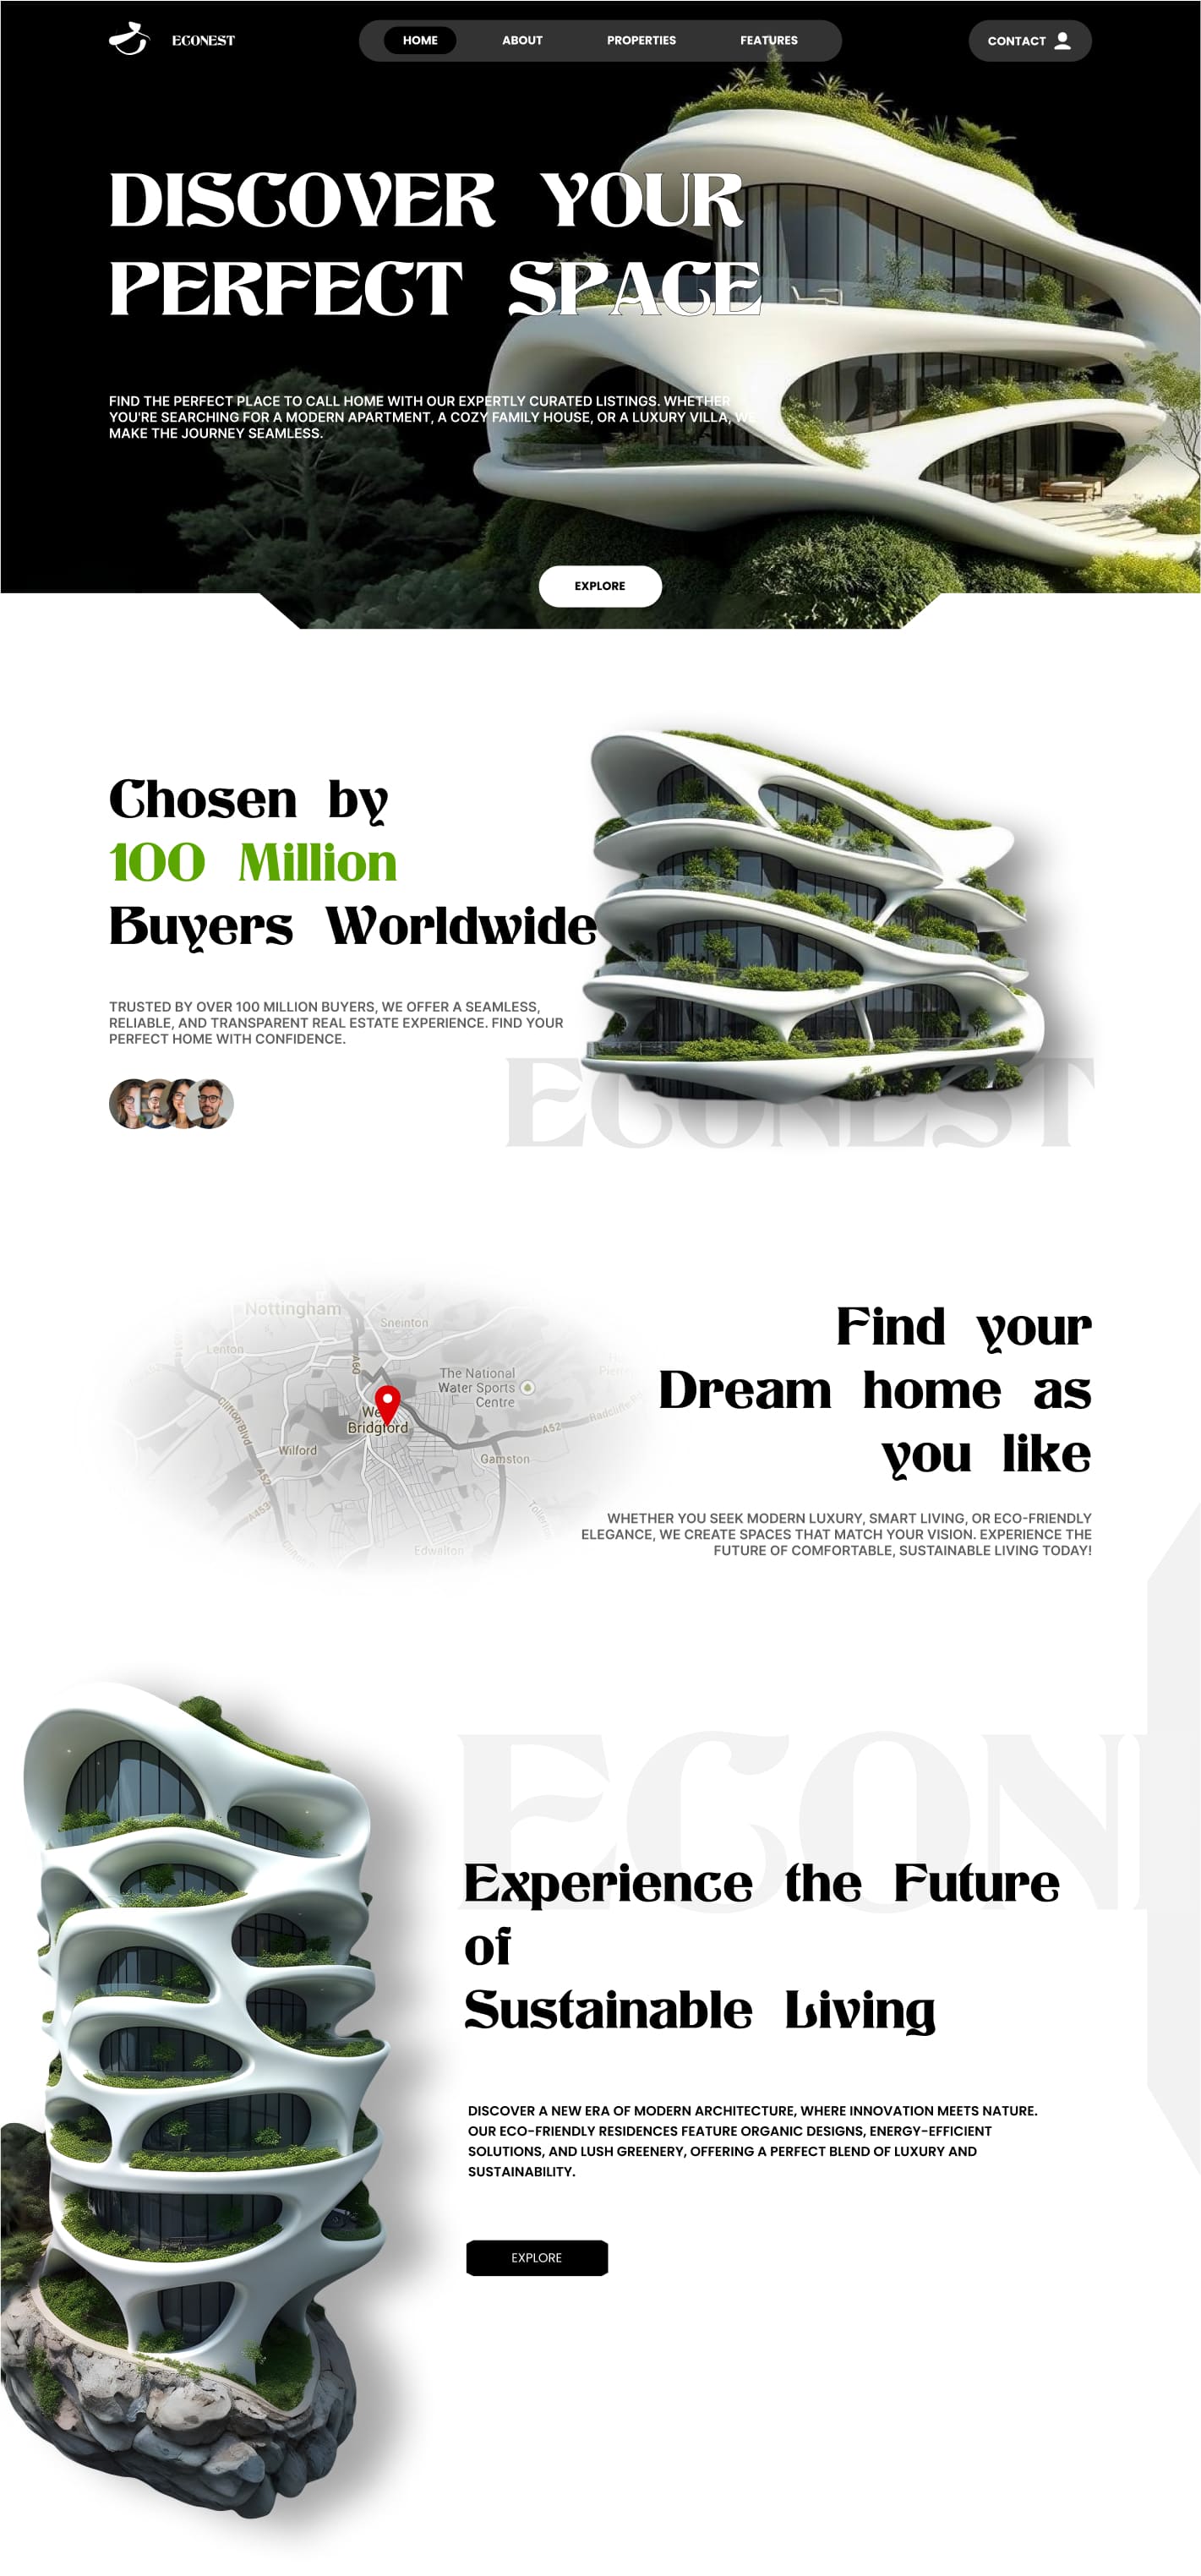 ECONEST
HOME
ABOUT
PROPERTIES
FEATURES
CONTACT
DISCOVER YOUR
PERFECT SPACE
FIND THE PERFECT PLACE TO CALL HOME WITH OUR EXPERTLY CURATED LISTINGS. WHETHER
YOU'RE SEARCHING FOR A MODERN APARTMENT, A COZY FAMILY HOUSE, OR A LUXURY VILLA, WE
MAKE THE JOURNEY SEAMLESS.
EXPLORE
Chosen by
100 Million
Buyers Worldwide
TRUSTED BY OVER 100 MILLION BUYERS, WE OFFER A SEAMLESS,
RELIABLE, AND TRANSPARENT REAL ESTATE EXPERIENCE. FIND YOUR
PERFECT HOME WITH CONFIDENCE.
ECONEST
Nottingham
Sneinton
Lenton
A60
The National
Water Sports
Centre
Clifton Blvd
Bridgford
A52
Radcliffe
Wilford
Gamston
A52
A453
Edwalton
Find your
Dream home as
you like
WHETHER YOU SEEK MODERN LUXURY, SMART LIVING, OR ECO-FRIENDLY
ELEGANCE, WE CREATE SPACES THAT MATCH YOUR VISION. EXPERIENCE THE
FUTURE OF COMFORTABLE, SUSTAINABLE LIVING TODAY!
ECON
Experience the Future
of
Sustainable Living
DISCOVER A NEW ERA OF MODERN ARCHITECTURE, WHERE INNOVATION MEETS NATURE.
OUR ECO-FRIENDLY RESIDENCES FEATURE ORGANIC DESIGNS, ENERGY-EFFICIENT
SOLUTIONS, AND LUSH GREENERY, OFFERING A PERFECT BLEND OF LUXURY AND
SUSTAINABILITY.
EXPLORE